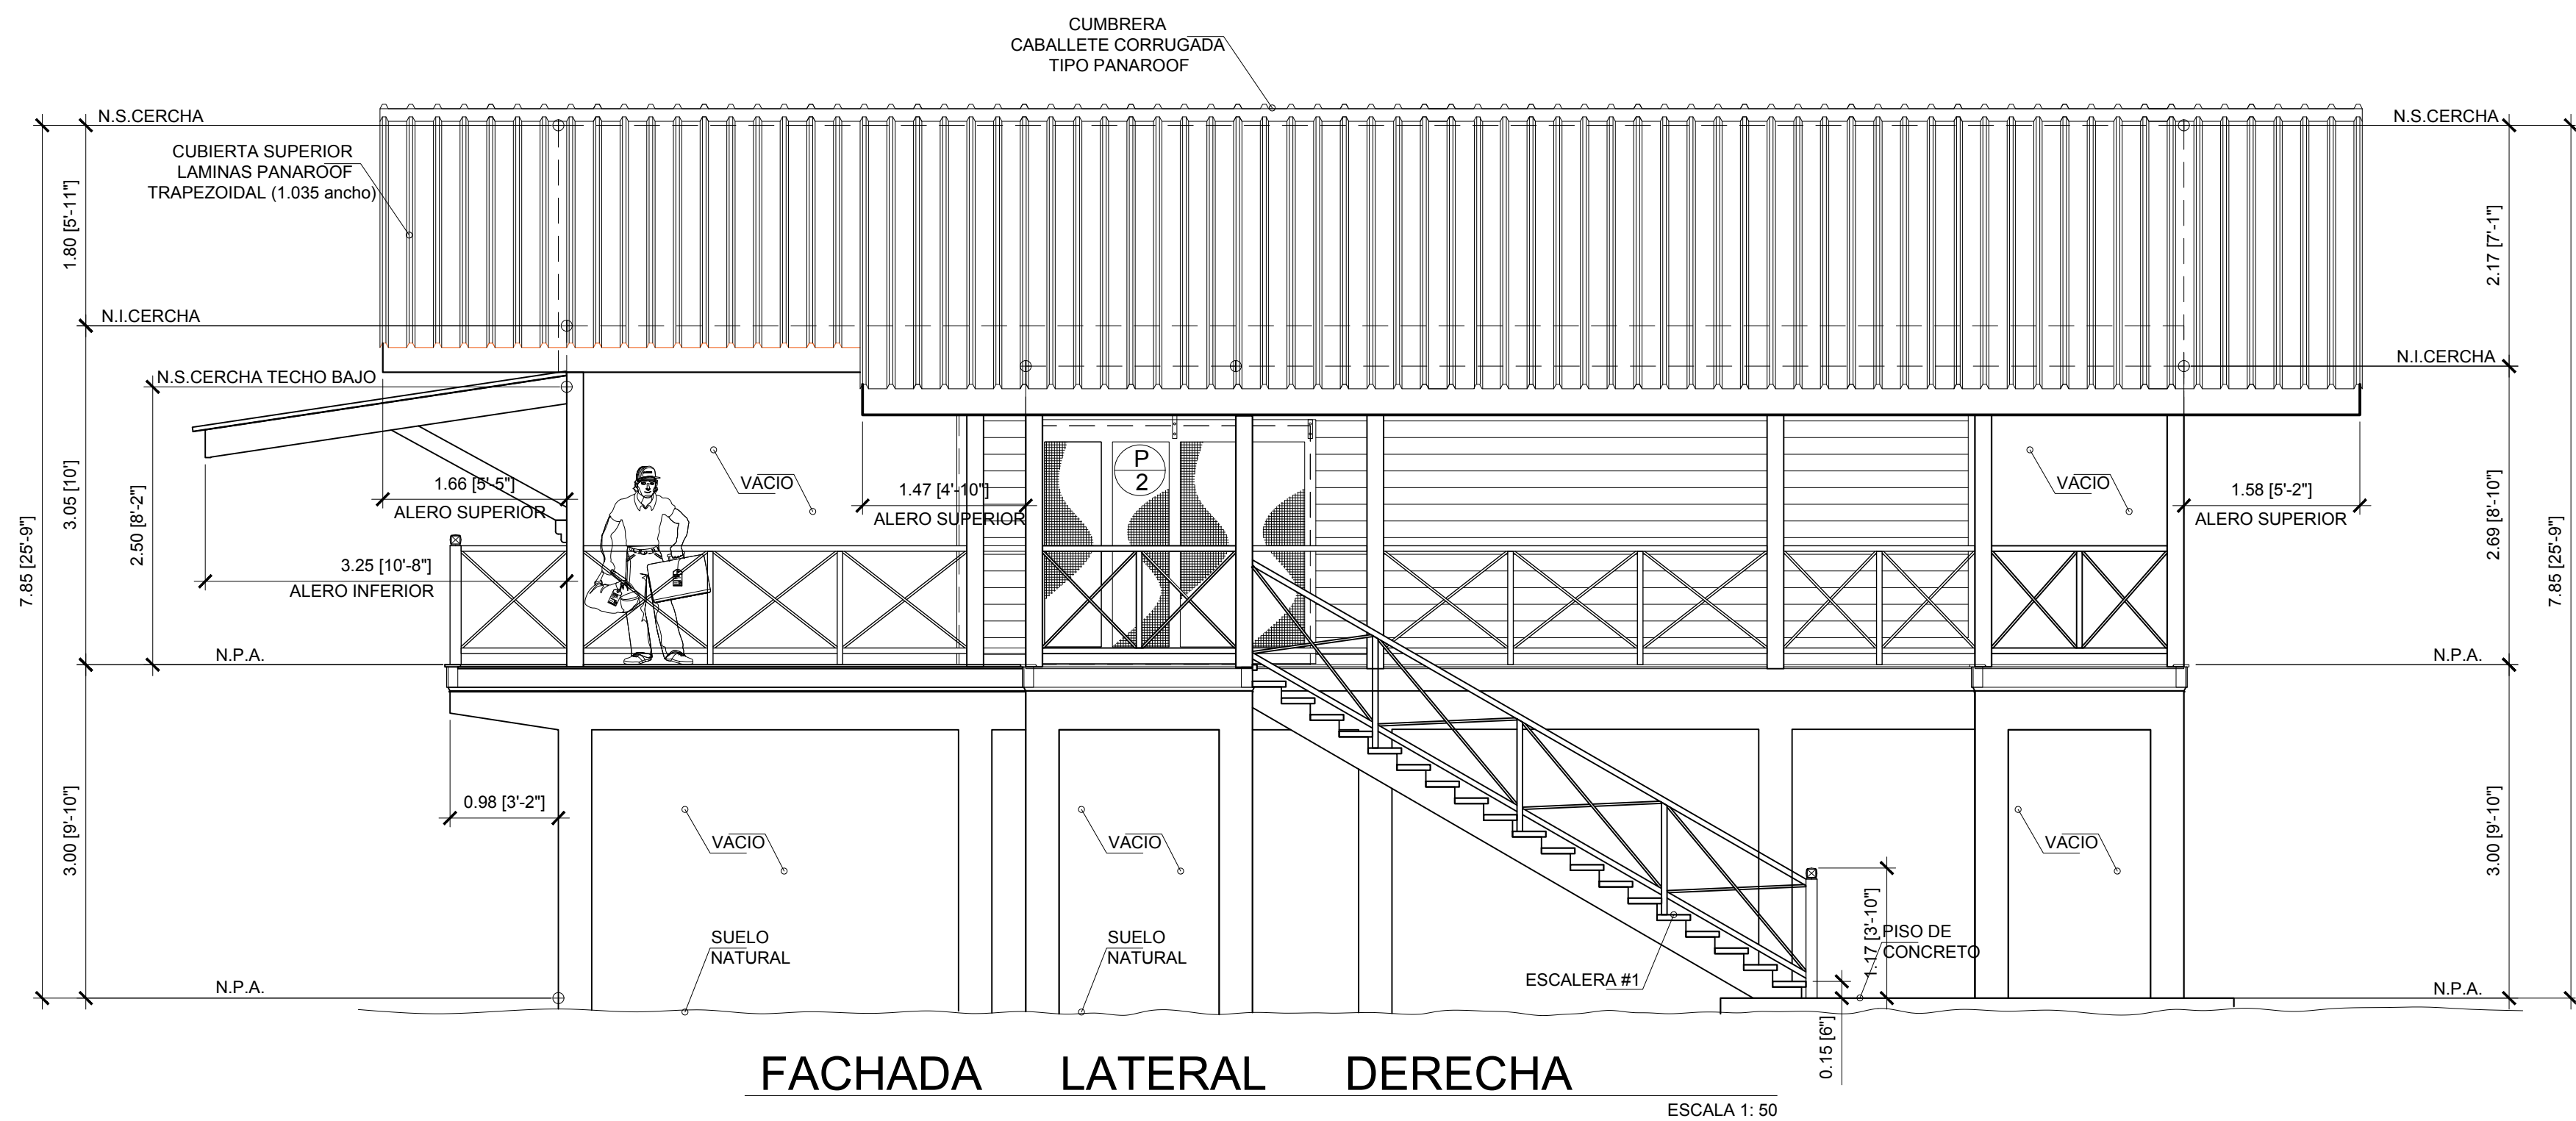 CUMBRERA
CABALLETE CORRUGADA
TIPO PANAROOF
N.S.CERCHA
N.S.CERCHA
CUBIERTA SUPERIOR
LAMINAS PANAROOF
TRAPEZOIDAL (1.035 ancho)
1.80 [5'-11"]
2.17 [7'-1"]
N.I.CERCHA
N.I.CERCHA
N.S.CERCHA TECHO BAJO
7.85 [25'-9"]
3.05 [10']
2.50 [8'-2"]
1.66 [5'-5"]
ALERO SUPERIOR
3.25 [10'-8"]
ALERO INFERIOR
VACIO
1.47 [4'-10"]
ALERO SUPERIOR
P
2
VACIO
1.58 [5'-2"]
ALERO SUPERIOR
2.69 [8'-10"]
7.85 [25'-9"]
N.P.A.
N.P.A.
0.98 [3'-2"]
3.00 [9'-10"]
VACIO
VACIO
VACIO
3.00 [9'-10"]
SUELO
NATURAL
SUELO
NATURAL
ESCALERA #1
1.17 [3'-10"]
PISO DE
CONCRETO
N.P.A.
N.P.A.
0.15 [6"]
FACHADA LATERAL DERECHA
ESCALA 1: 50